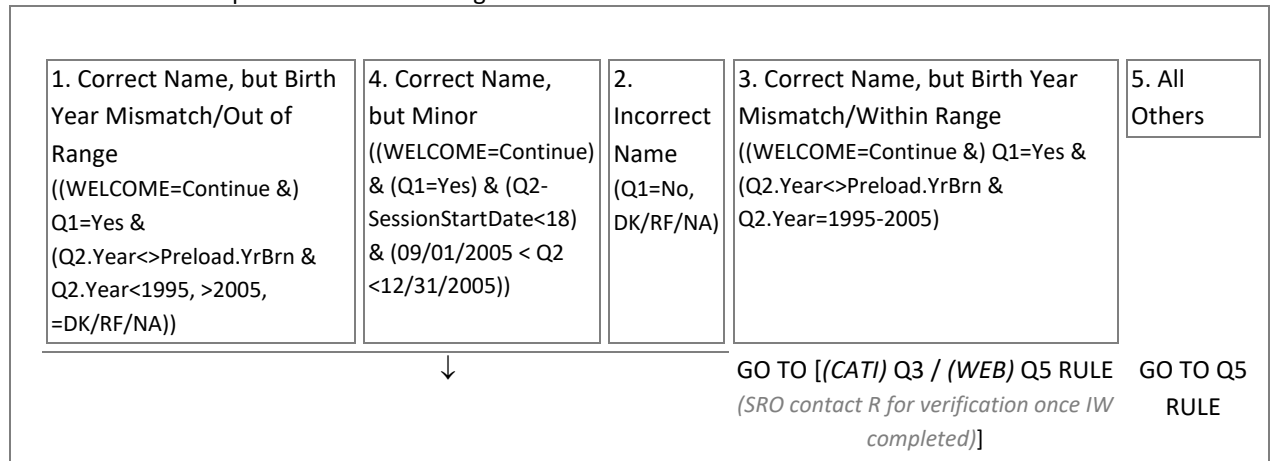 1. Correct Name, but Birth
Year Mismatch/Out of
Range
((WELCOME=Continue &)
Q1=Yes &
(Q2.Year<>Preload.YrBrn &
Q2.Year<1995, >2005,
=DK/RF/NA))
4. Correct Name,
but Minor
((WELCOME=Continue)
& (Q1=Yes) & (Q2-
SessionStartDate<18)
& (09/01/2005 < Q2
<12/31/2005))
2.
Incorrect
Name
(Q1=No,
DK/RF/NA)
3. Correct Name, but Birth Year
Mismatch/Within Range
((WELCOME=Continue &) Q1=Yes &
(Q2.Year<>Preload.YrBrn &
Q2.Year=1995-2005)
5. All
Others
↓
GO TO [(CATI) Q3 / (WEB) Q5 RULE
(SRO contact R for verification once IW
completed)]
GO TO Q5
RULE